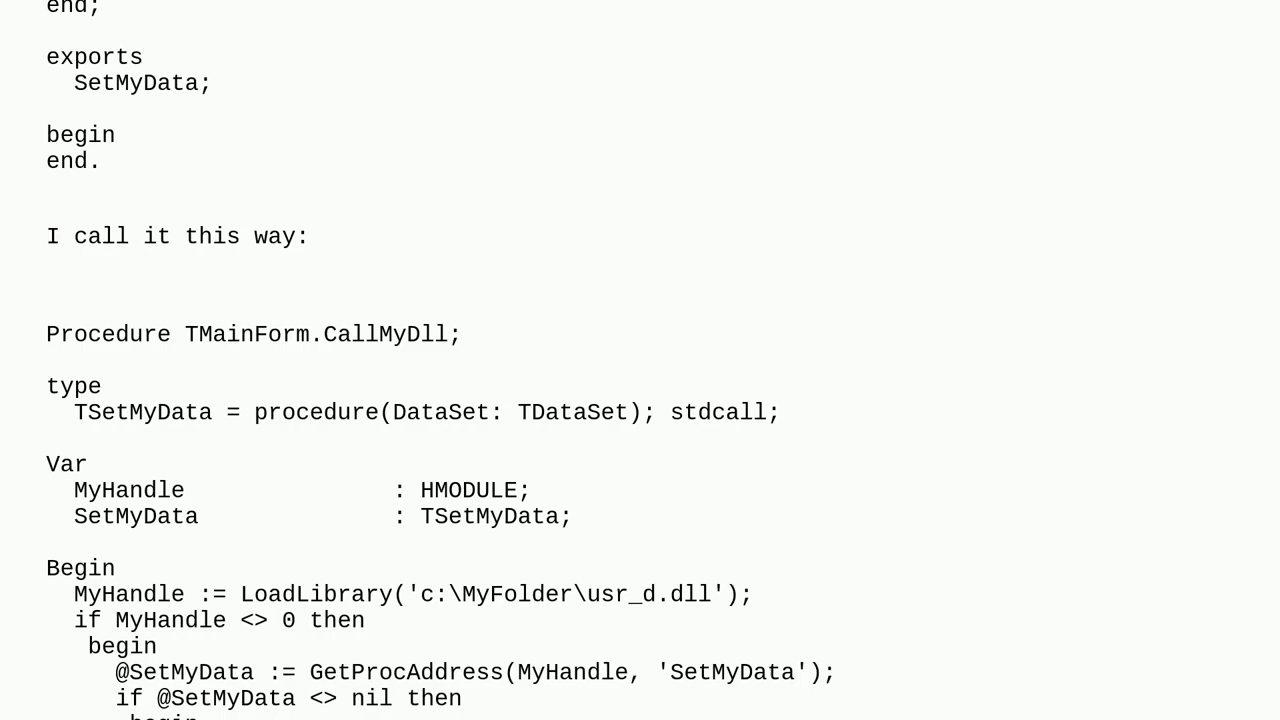 end;
exports
SetMyData;
begin
end.
I call it this way:
Procedure TMainForm.CallMyDll;
type
TSetMyData = procedure(DataSet: TDataSet); stdcall;
Var
MyHandle : HMODULE;
SetMyData : TSetMyData;
Begin
MyHandle := LoadLibrary('c:\MyFolder\usr_d.dll');
if MyHandle <> 0 then
begin
@SetMyData := GetProcAddress(MyHandle, 'SetMyData');
if @SetMyData <> nil then
begin